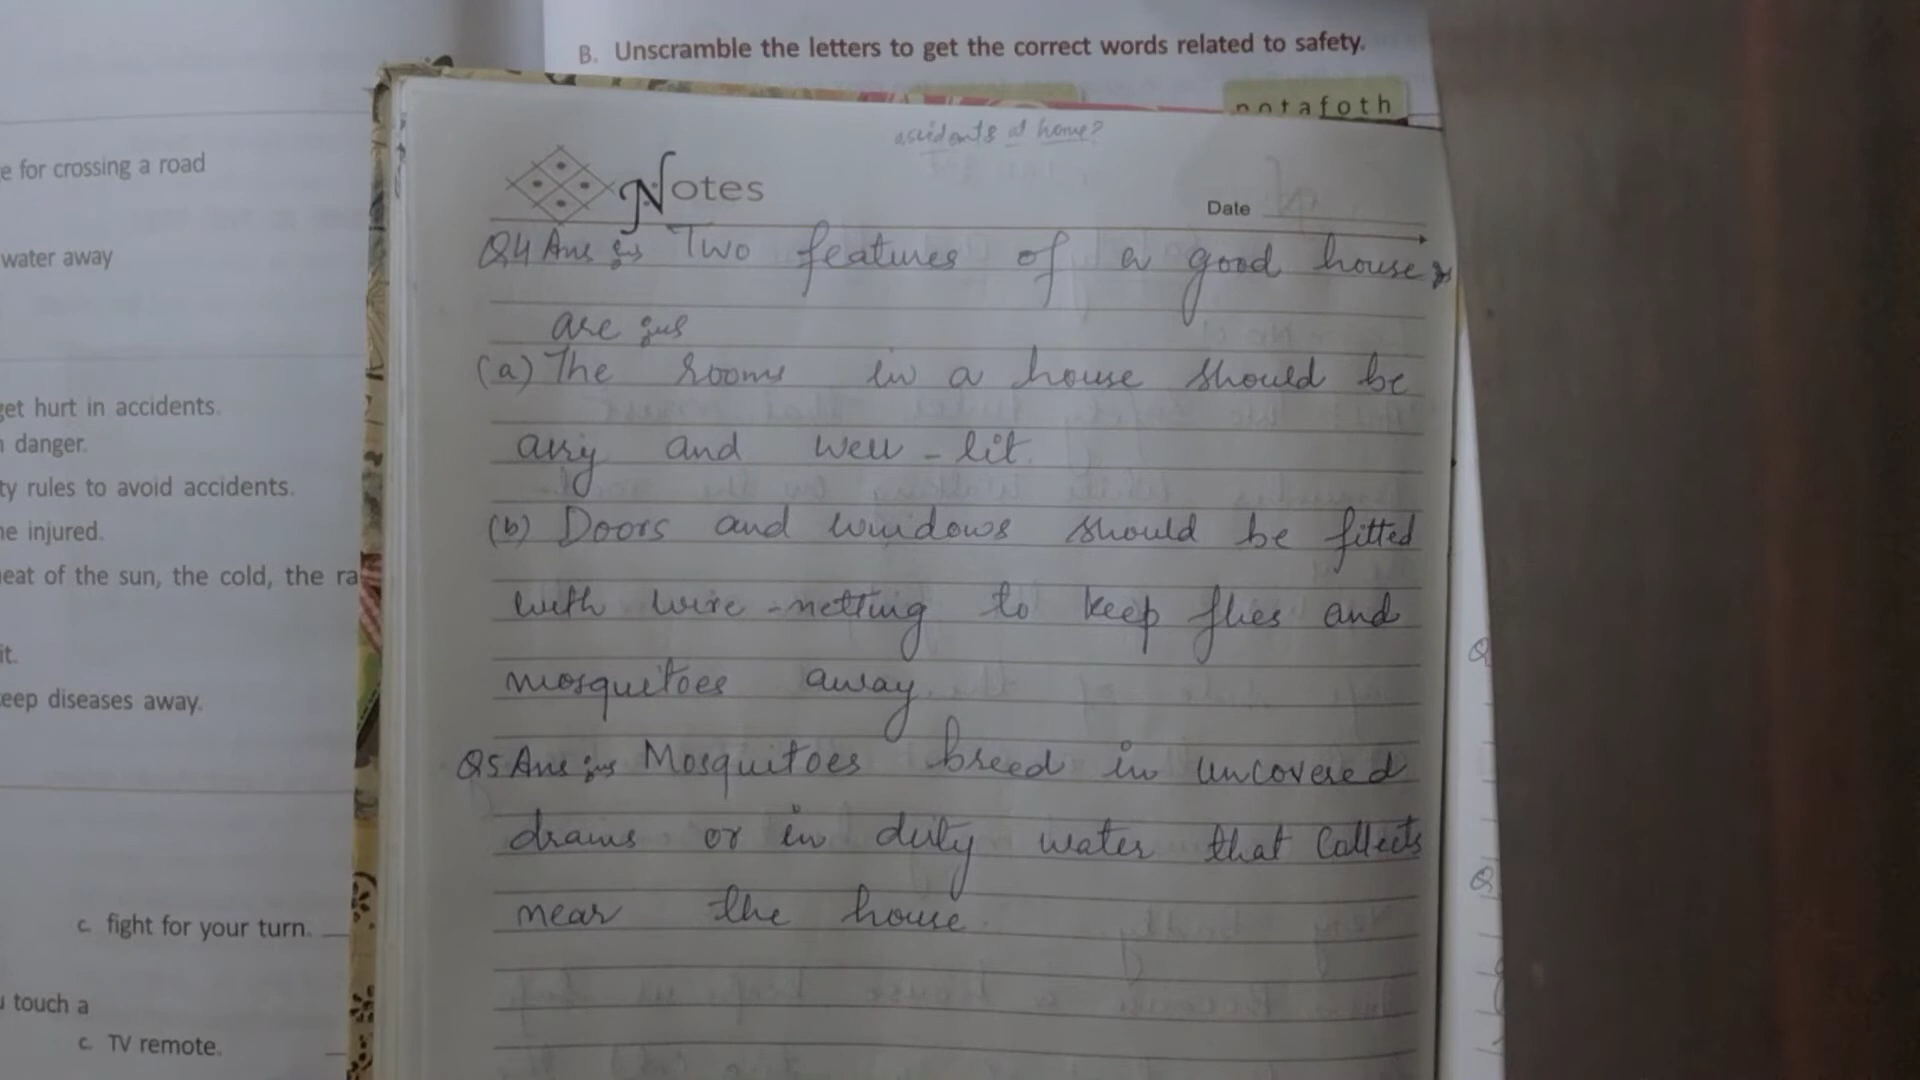 B. Unscramble the letters to get the correct words related to safety.
notafoth
e for crossing a road
water away
get hurt in accidents.
danger.
ty rules to avoid accidents.
ne injured.
eat of the sun, the cold, the ra
it.
eep diseases away.
c. fight for your turn.
touch a
c. TV remote.
at home?
Notes
Date
Q4 Ans Two features of a good house
are
(a) The rooms in a house should be
airy and well-lit.
(b) Doors and windows should be fitted
with wire-netting to keep flies and
mosquitoes away.
Q5 Ans Mosquitoes breed in uncovered
drains or in dirty water that collects
near the house.
Q
Q